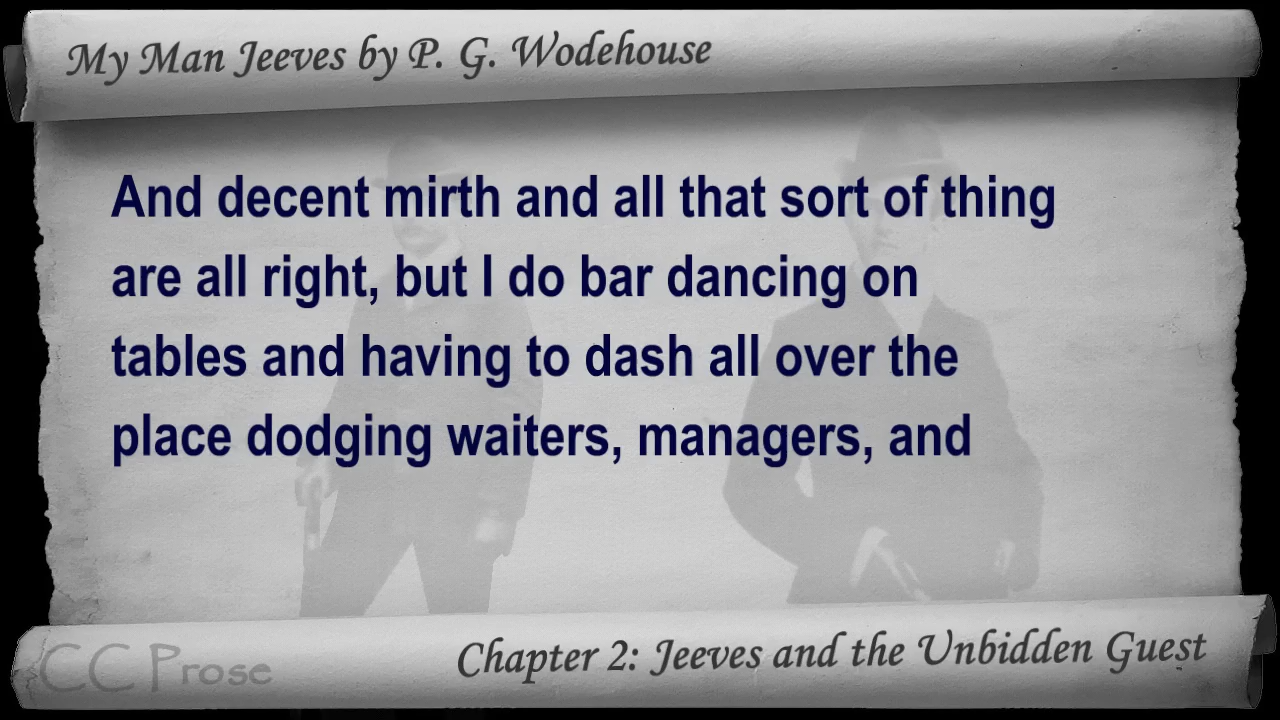 My Man Jeeves by P. G. Wodehouse
And decent mirth and all that sort of thing
are all right, but I do bar dancing on
tables and having to dash all over the
place dodging waiters, managers, and
CC Prose
Chapter 2: Jeeves and the Unbidden Guest